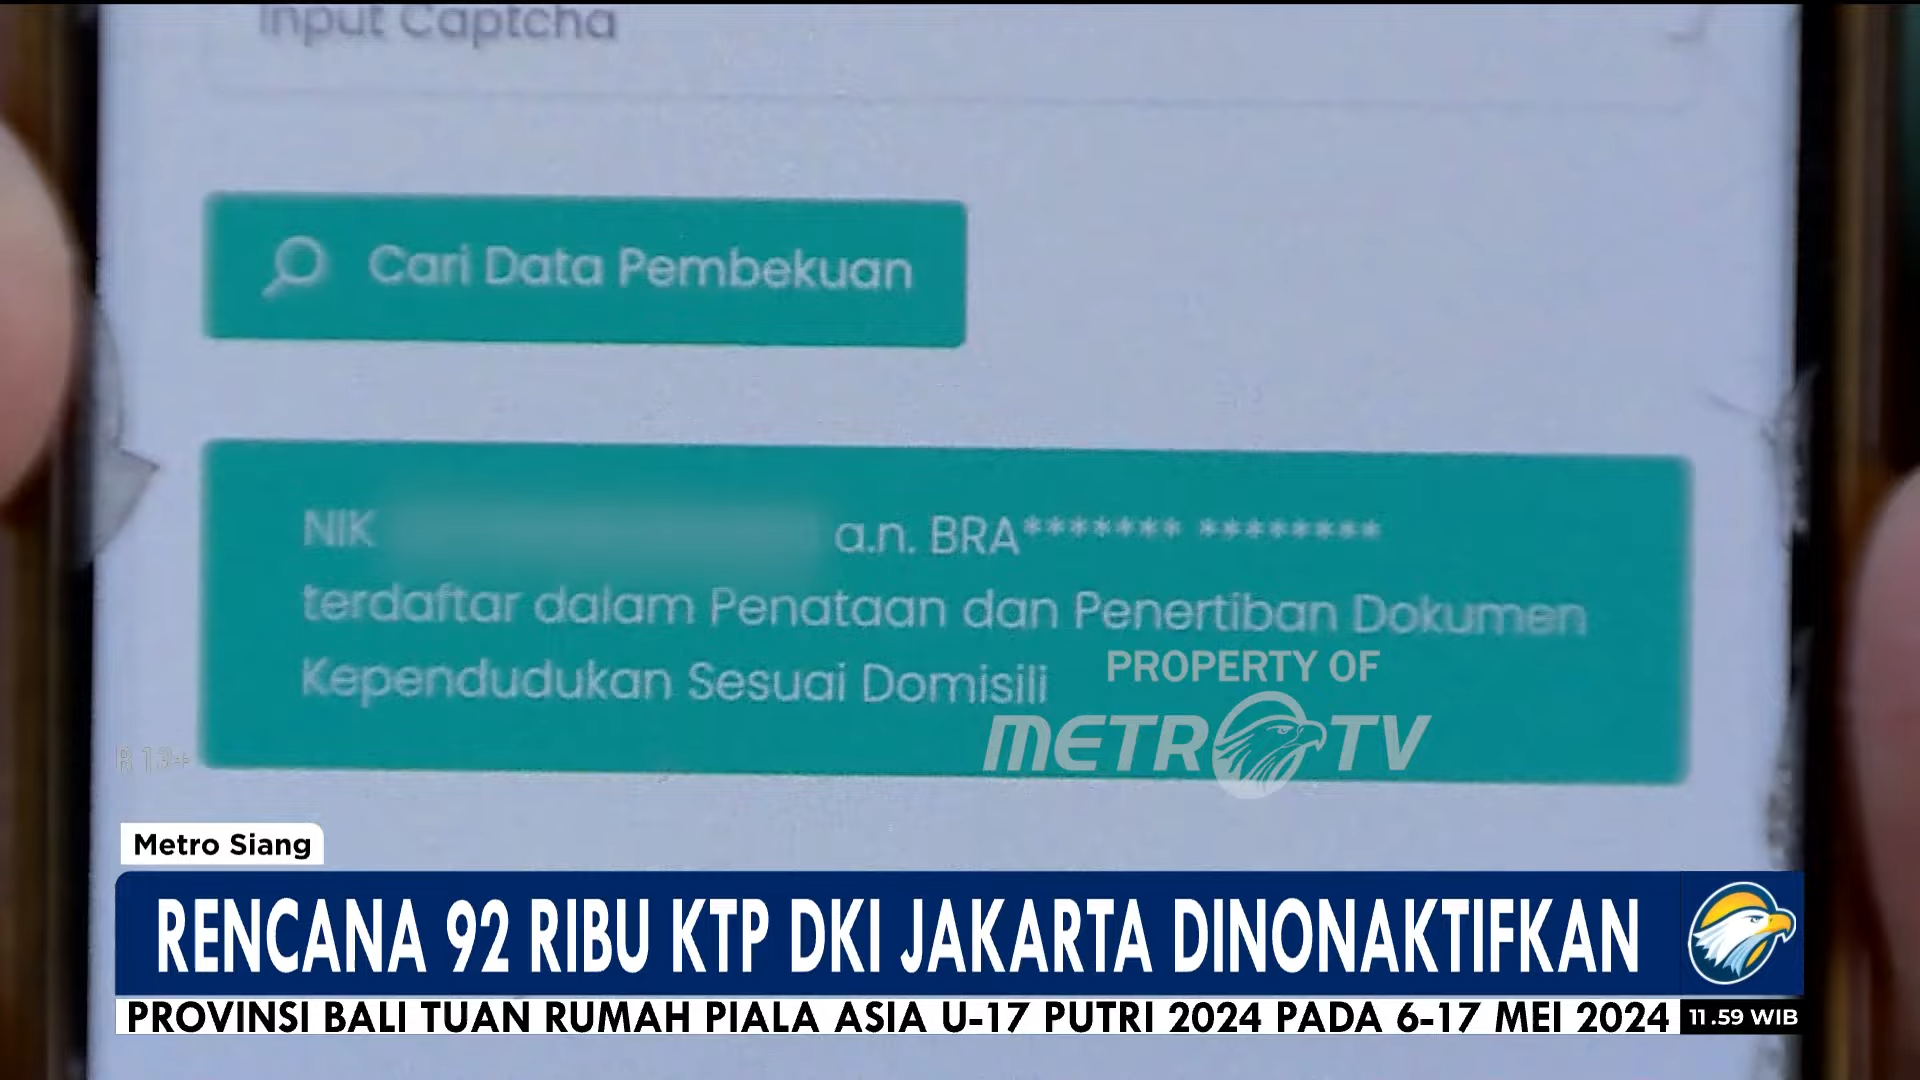 Input Captcha
Cari Data Pembekuan
NIK a.n. BRA******* ********
terdaftar dalam Penataan dan Penertiban Dokumen
Kependudukan Sesuai Domisili
PROPERTY OF
METRO TV
R 13+
Metro Siang
RENCANA 92 RIBU KTP DKI JAKARTA DINONAKTIFKAN
PROVINSI BALI TUAN RUMAH PIALA ASIA U-17 PUTRI 2024 PADA 6-17 MEI 2024
11.59 WIB